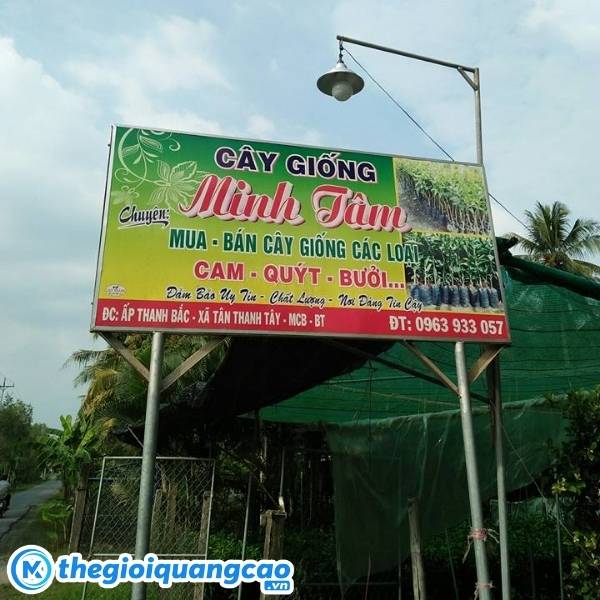 CÂY GIỐNG
Minh Tâm
Chuyên:
MUA - BÁN CÂY GIỐNG CÁC LOẠI
CAM - QUÝT - BƯỞI...
Đảm Bảo Uy Tín - Chất Lượng - Nơi Đáng Tin Cậy
ĐC: ẤP THANH BẮC - XÃ TÂN THANH TÂY - MCB - BT
ĐT: 0963 933 057
thegioiquangcao.vn